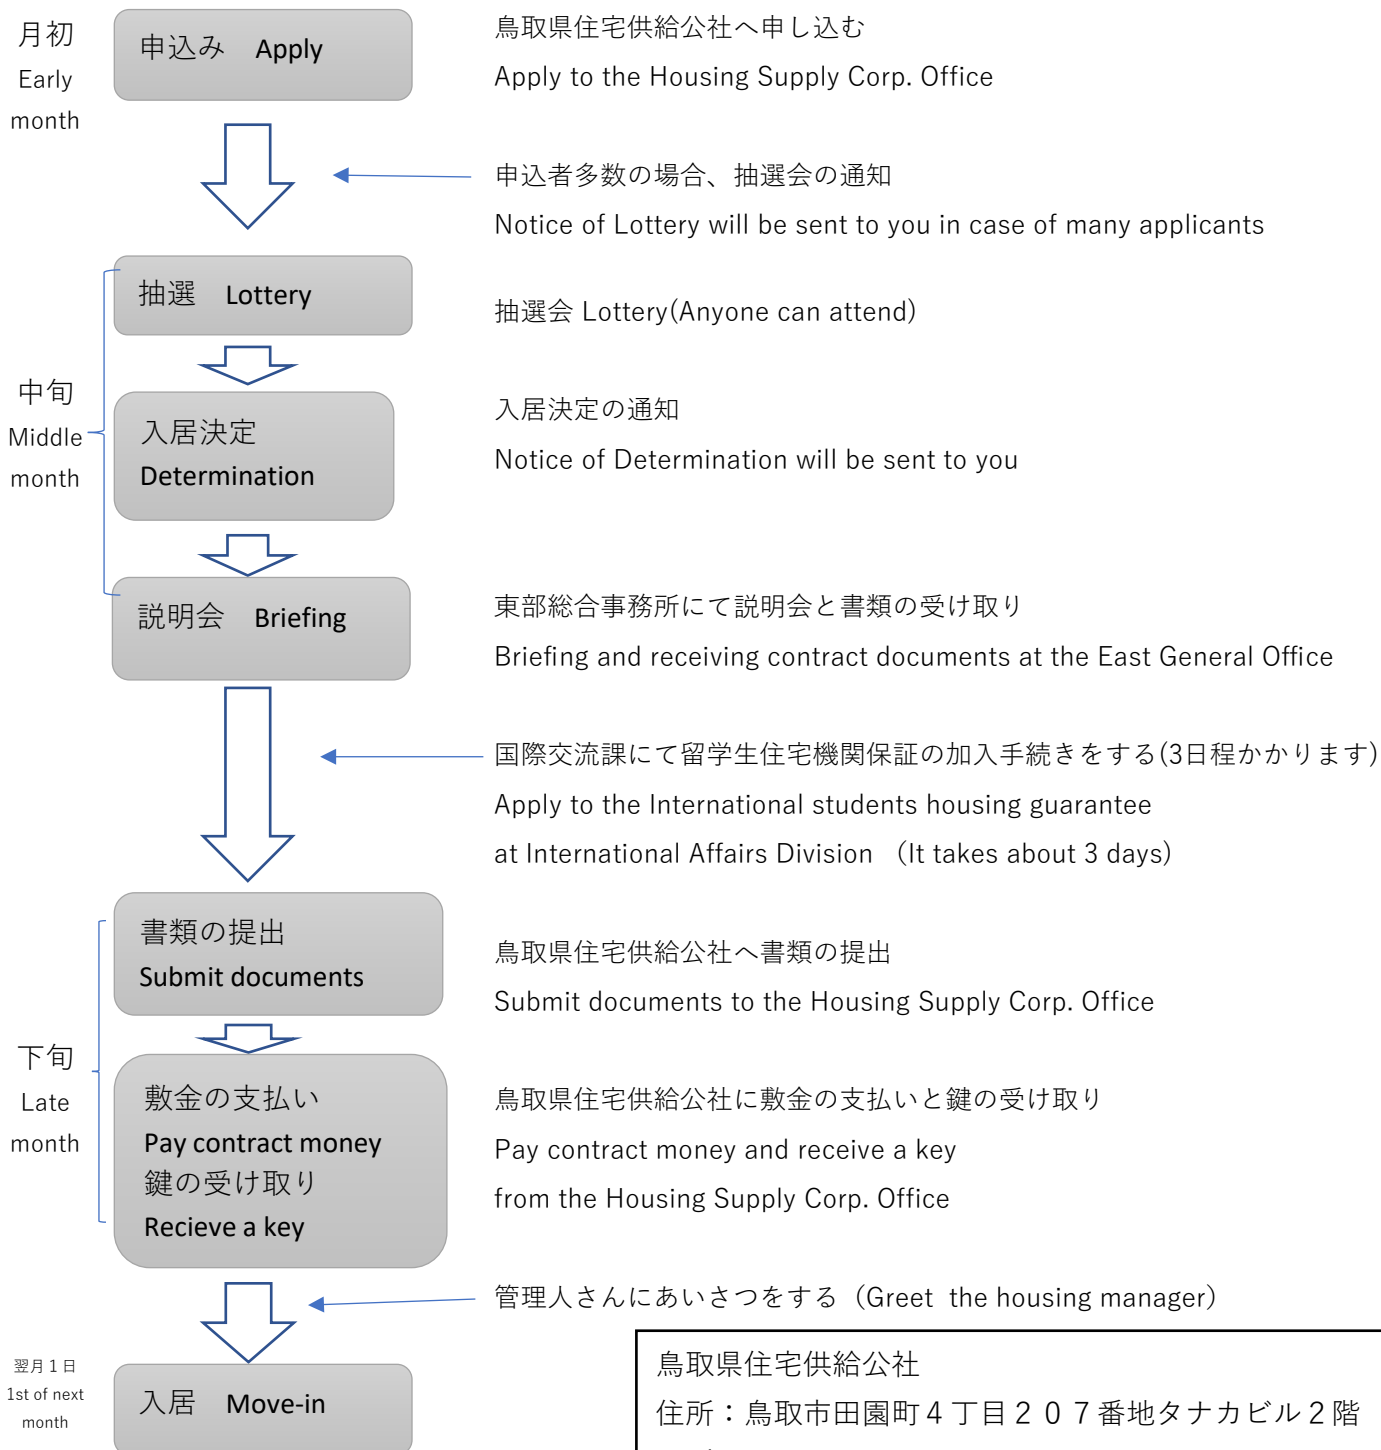 月初
Early
month
申込み　Apply
鳥取県住宅供給公社へ申し込む
Apply to the Housing Supply Corp. Office
申込者多数の場合、抽選会の通知
Notice of Lottery will be sent to you in case of many applicants
中旬
Middle
month
抽選　Lottery
抽選会 Lottery(Anyone can attend)
入居決定
Determination
入居決定の通知
Notice of Determination will be sent to you
説明会　Briefing
東部総合事務所にて説明会と書類の受け取り
Briefing and receiving contract documents at the East General Office
国際交流課にて留学生住宅機関保証の加入手続きをする(3日程かかります)
Apply to the International students housing guarantee
at International Affairs Division （It takes about 3 days）
下旬
Late
month
書類の提出
Submit documents
鳥取県住宅供給公社へ書類の提出
Submit documents to the Housing Supply Corp. Office
敷金の支払い
Pay contract money
鍵の受け取り
Recieve a key
鳥取県住宅供給公社に敷金の支払いと鍵の受け取り
Pay contract money and receive a key
from the Housing Supply Corp. Office
管理人さんにあいさつをする（Greet the housing manager）
翌月１日
1st of next
month
入居　Move-in
鳥取県住宅供給公社
住所：鳥取市田園町４丁目２０７番地タナカビル２階